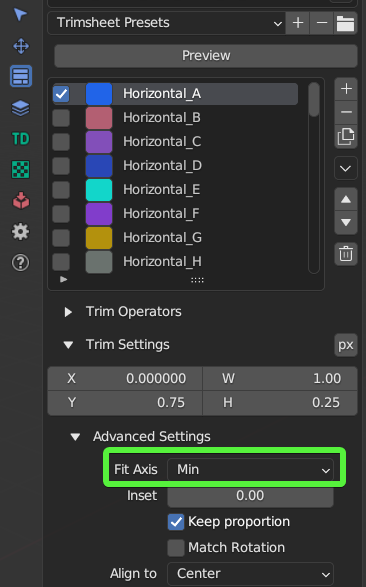 Trimsheet Presets
Preview
Horizontal_A
Horizontal_B
Horizontal_C
Horizontal_D
TD
Horizontal_E
Horizontal_F
Horizontal_G
Horizontal_H
Trim Operators
Trim Settings px
X 0.000000 W 1.00
Y 0.75 H 0.25
Advanced Settings
Fit Axis Min
Inset 0.00
Keep proportion
Match Rotation
Align to Center